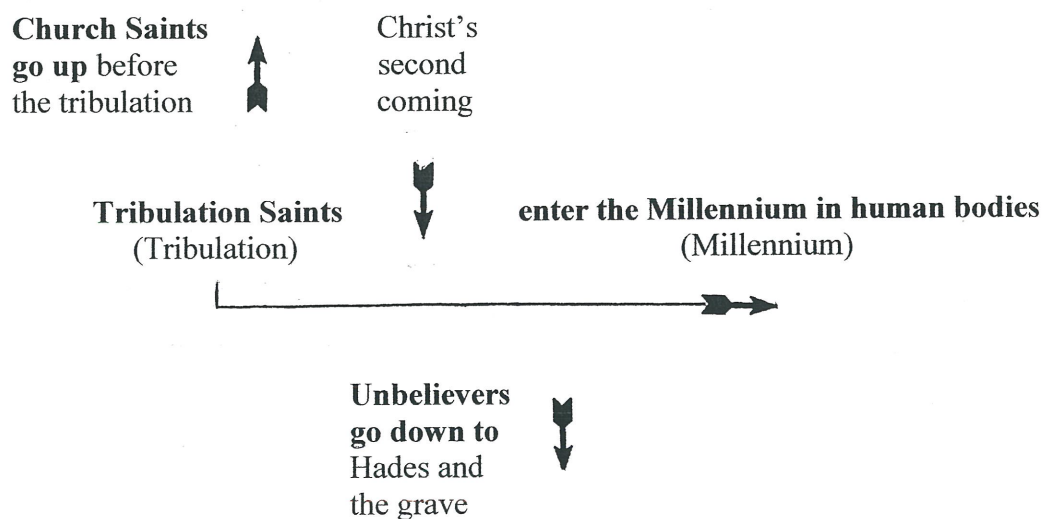 Church Saints
go up before
the tribulation
Christ’s
second
coming
Tribulation Saints
(Tribulation)
enter the Millennium in human bodies
(Millennium)
Unbelievers
go down to
Hades and
the grave